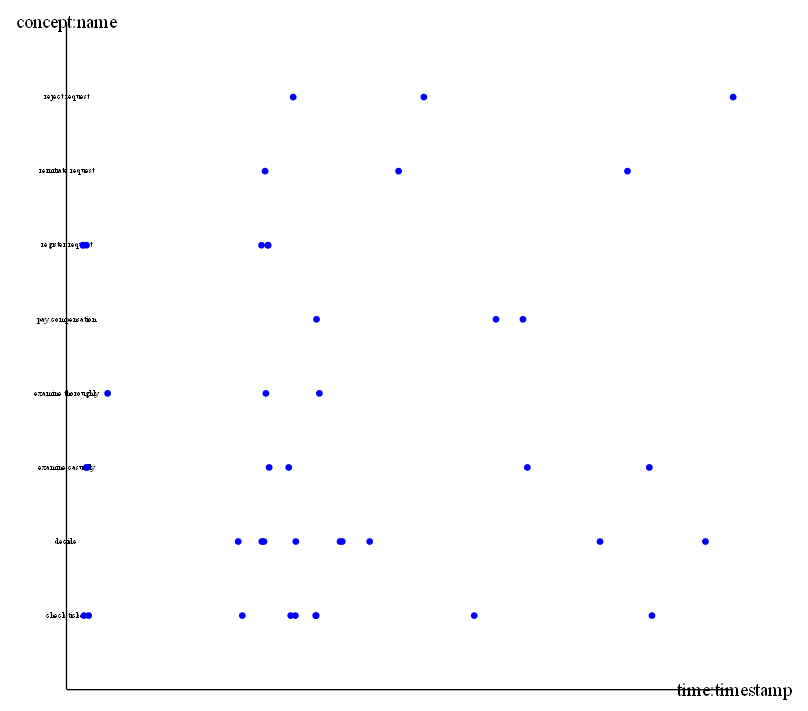 concept:name
reject request
reinitiate request
register request
pay compensation
examine thoroughly
examine casually
decide
check ticket
time:timestamp